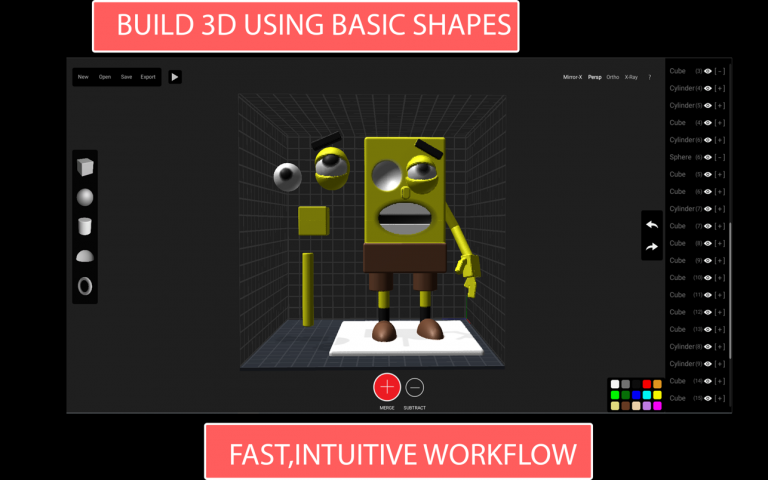 BUILD 3D USING BASIC SHAPES
New Open Save Export
Mirror-X Persp Ortho X-Ray ?
Cube (3) [-]
Cylinder(4) [+]
Cylinder(5) [+]
Cube (4) [+]
Cylinder(6) [+]
Sphere (6) [-]
Cube (5) [+]
Cube (6) [+]
Cylinder(7) [+]
Cube (7) [+]
Cube (8) [+]
Cube (9) [+]
Cube (10) [+]
Cube (11) [+]
Cube (12) [+]
Cube (13) [+]
Cylinder(8) [+]
Cylinder(9) [+]
Cube (14) [+]
Cube (15) [+]
MERGE SUBTRACT
FAST,INTUITIVE WORKFLOW